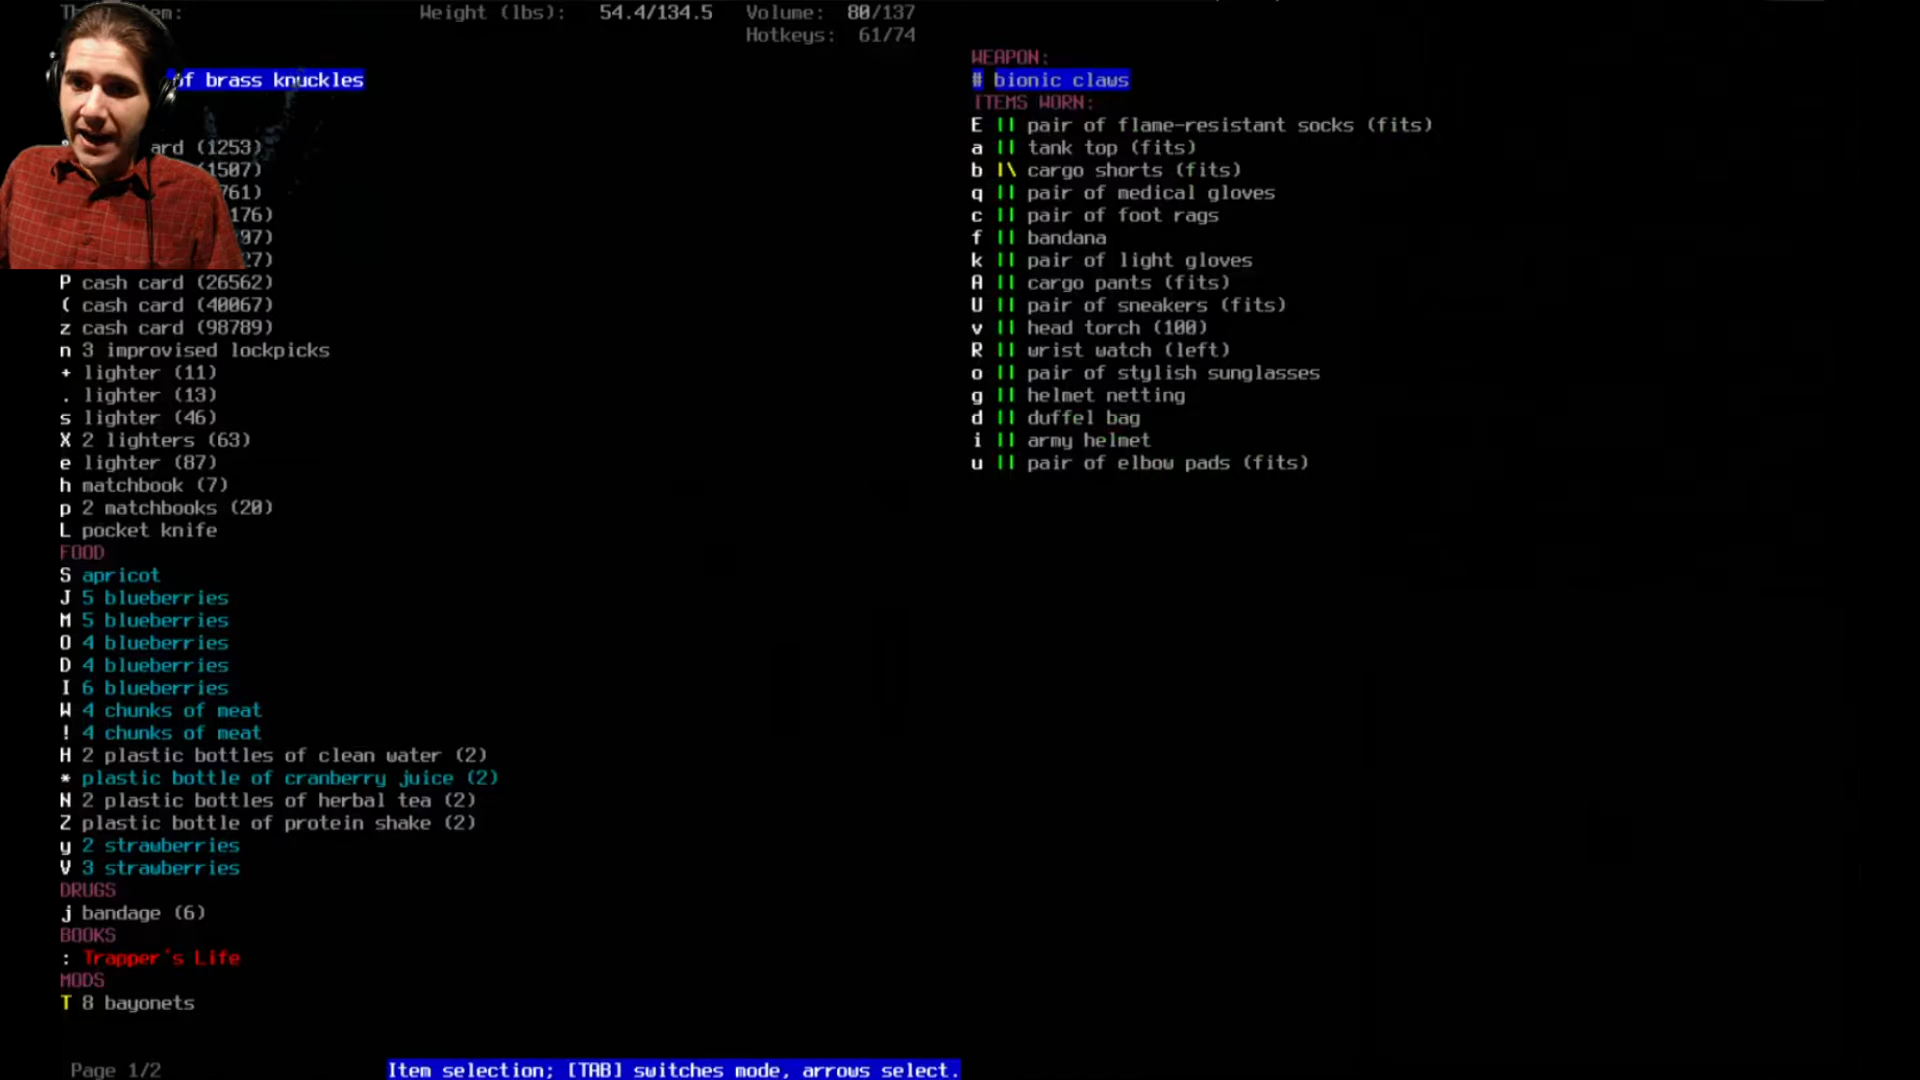 Weight (lbs): 54.4/134.5 Volume: 80/137
Hotkeys: 61/74
WEAPON:
of brass knuckles
# bionic claws
ITEMS WORN:
E || pair of flame-resistant socks (fits)
a || tank top (fits)
b |\ cargo shorts (fits)
q || pair of medical gloves
c || pair of foot rags
f || bandana
k || pair of light gloves
A || cargo pants (fits)
U || pair of sneakers (fits)
v || head torch (100)
R || wrist watch (left)
o || pair of stylish sunglasses
g || helmet netting
d || duffel bag
i || army helmet
u || pair of elbow pads (fits)
(1253)
1507)
761)
176)
07)
27)
P cash card (26562)
( cash card (40067)
z cash card (98789)
n 3 improvised lockpicks
+ lighter (11)
. lighter (13)
s lighter (46)
X 2 lighters (63)
e lighter (87)
h matchbook (7)
p 2 matchbooks (20)
L pocket knife
FOOD
S apricot
J 5 blueberries
M 5 blueberries
O 4 blueberries
D 4 blueberries
I 6 blueberries
W 4 chunks of meat
! 4 chunks of meat
H 2 plastic bottles of clean water (2)
* plastic bottle of cranberry juice (2)
N 2 plastic bottles of herbal tea (2)
Z plastic bottle of protein shake (2)
y 2 strawberries
V 3 strawberries
DRUGS
j bandage (6)
BOOKS
: Trapper's Life
MODS
T 8 bayonets
Page 1/2 Item selection; [TAB] switches mode, arrows select.